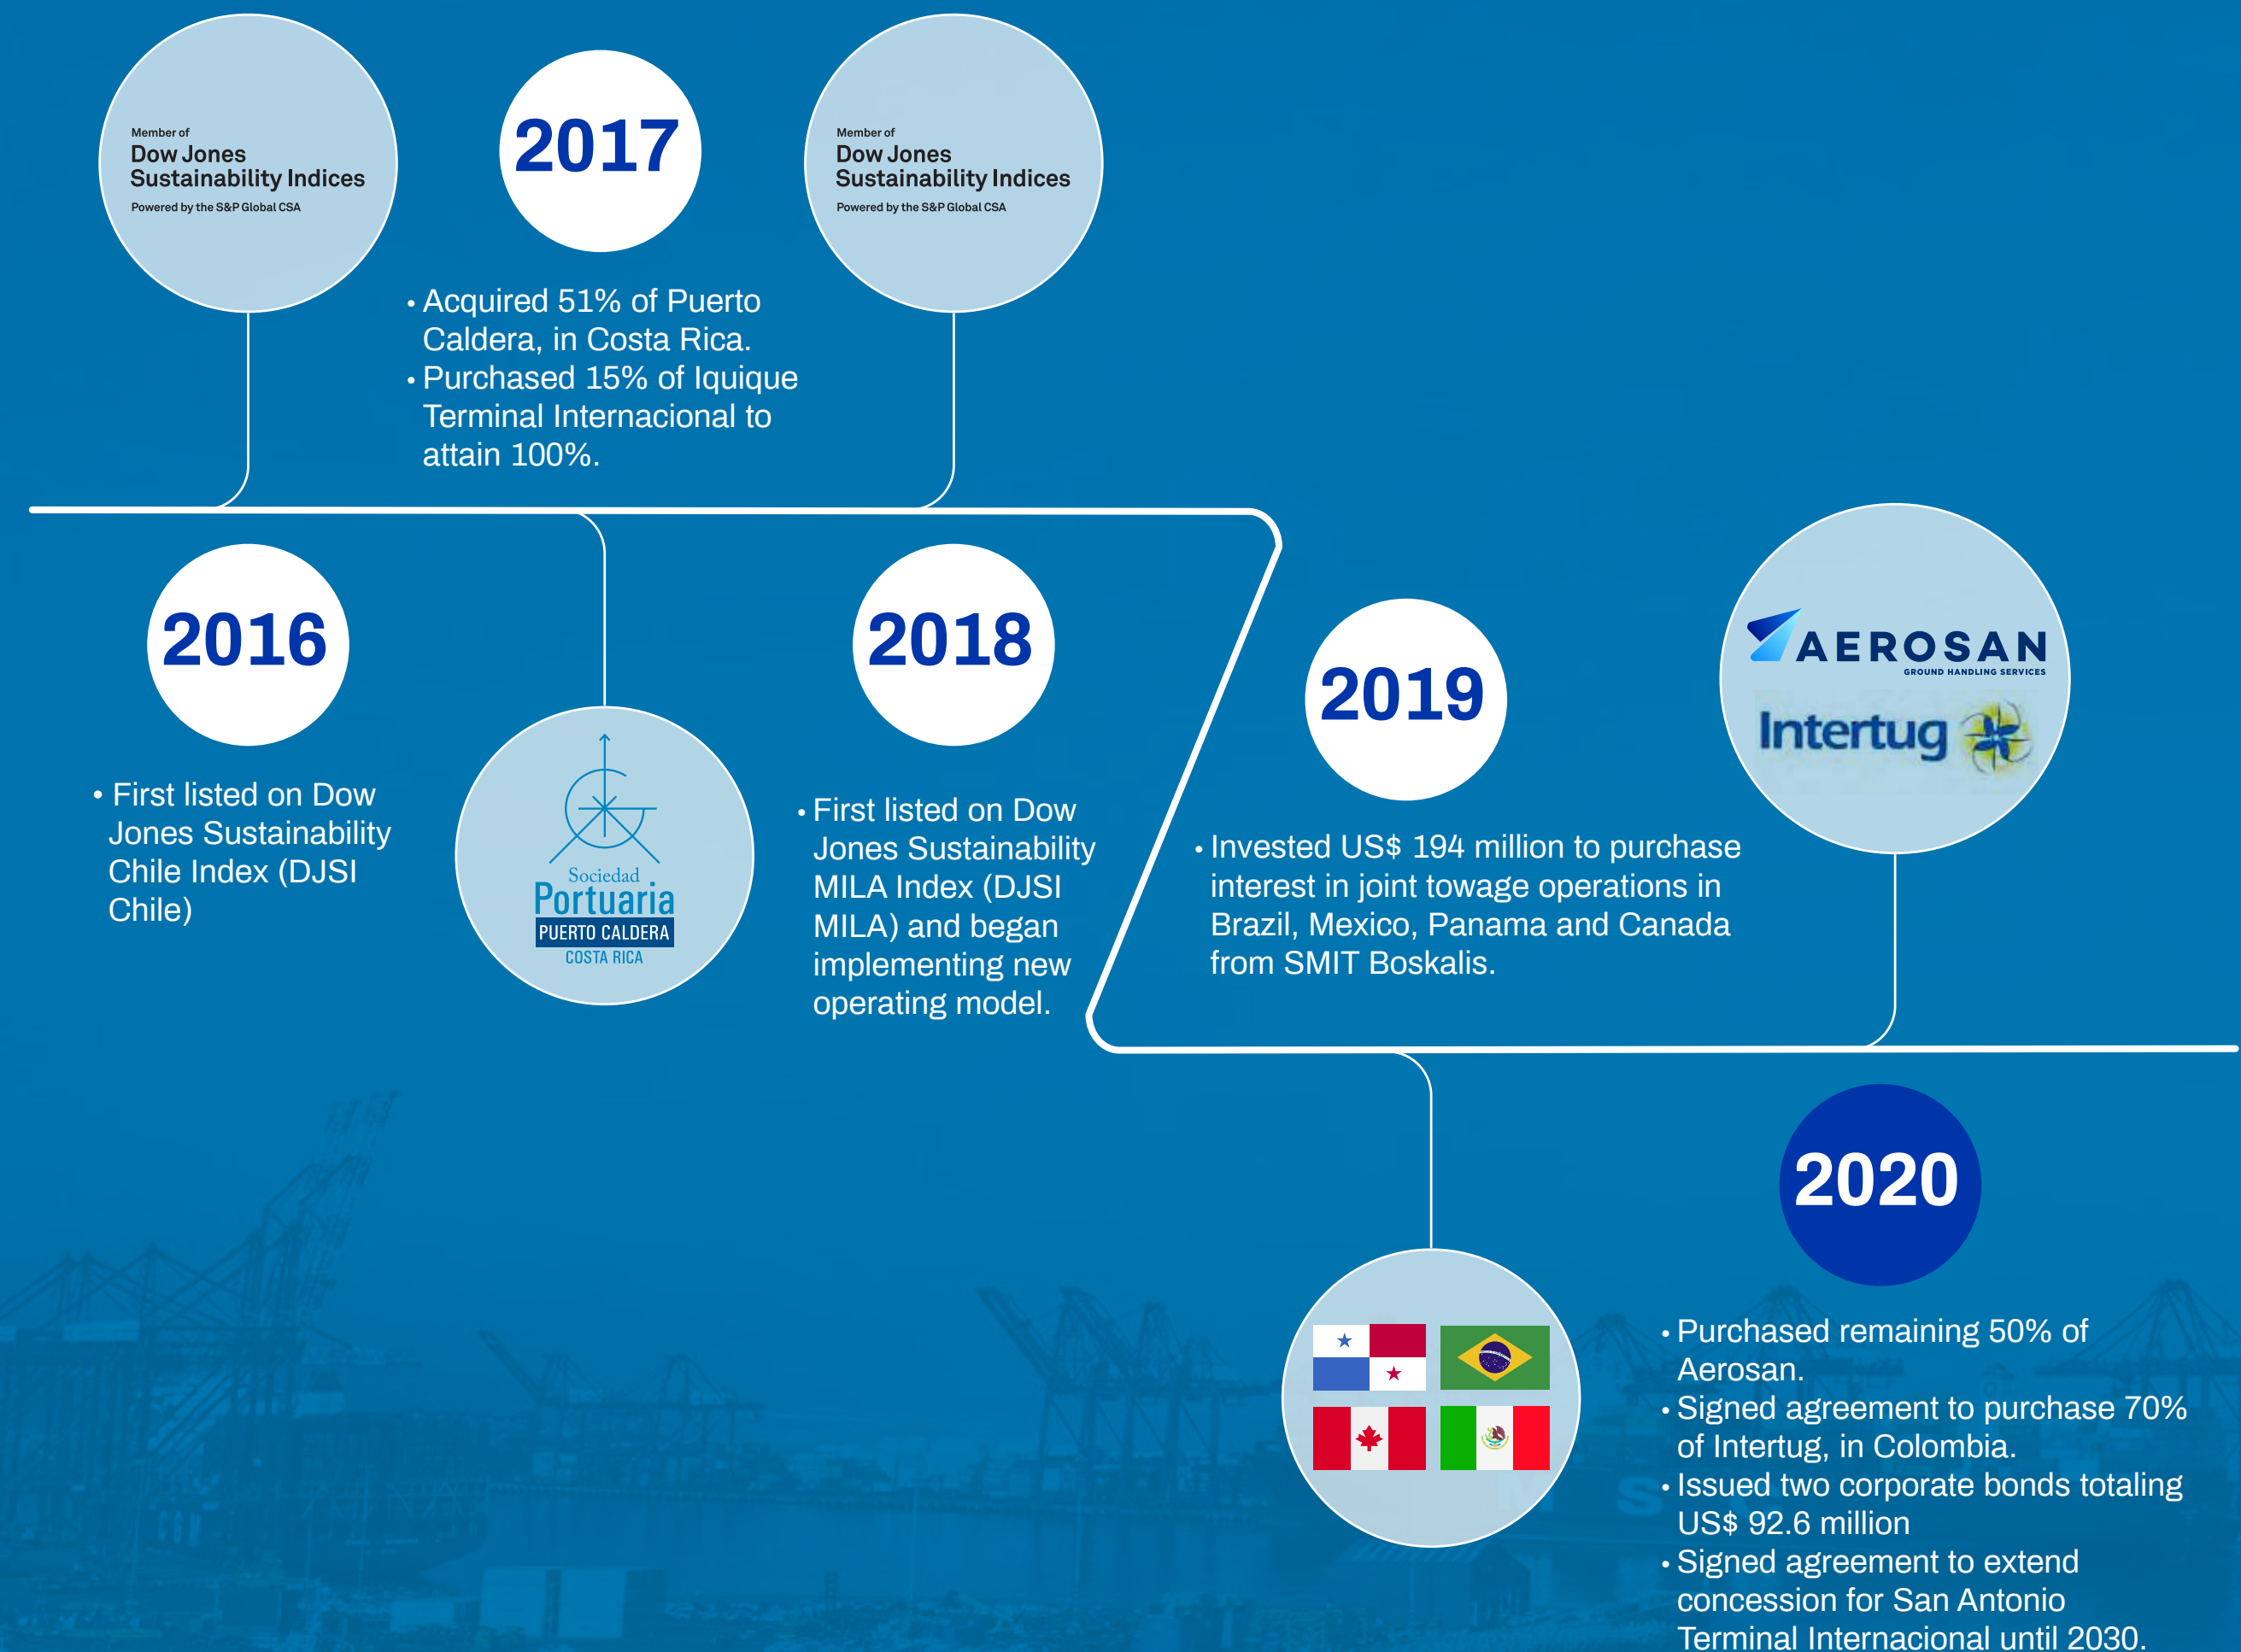 Member of
Dow Jones
Sustainability Indices
Powered by the S&P Global CSA
2016
• First listed on Dow
Jones Sustainability
Chile Index (DJSI
Chile)
2017
• Acquired 51% of Puerto
Caldera, in Costa Rica.
• Purchased 15% of Iquique
Terminal Internacional to
attain 100%.
Sociedad
Portuaria
PUERTO CALDERA
COSTA RICA
Member of
Dow Jones
Sustainability Indices
Powered by the S&P Global CSA
2018
• First listed on Dow
Jones Sustainability
MILA Index (DJSI
MILA) and began
implementing new
operating model.
2019
• Invested US$ 194 million to purchase
interest in joint towage operations in
Brazil, Mexico, Panama and Canada
from SMIT Boskalis.
AEROSAN
GROUND HANDLING SERVICES
Intertug
2020
• Purchased remaining 50% of
Aerosan.
• Signed agreement to purchase 70%
of Intertug, in Colombia.
• Issued two corporate bonds totaling
US$ 92.6 million
• Signed agreement to extend
concession for San Antonio
Terminal Internacional until 2030.